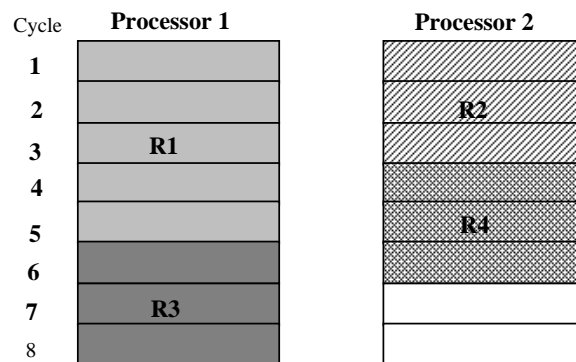 Cycle Processor 1 Processor 2
1
2 R2
3 R1
4
5 R4
6
7 R3
8